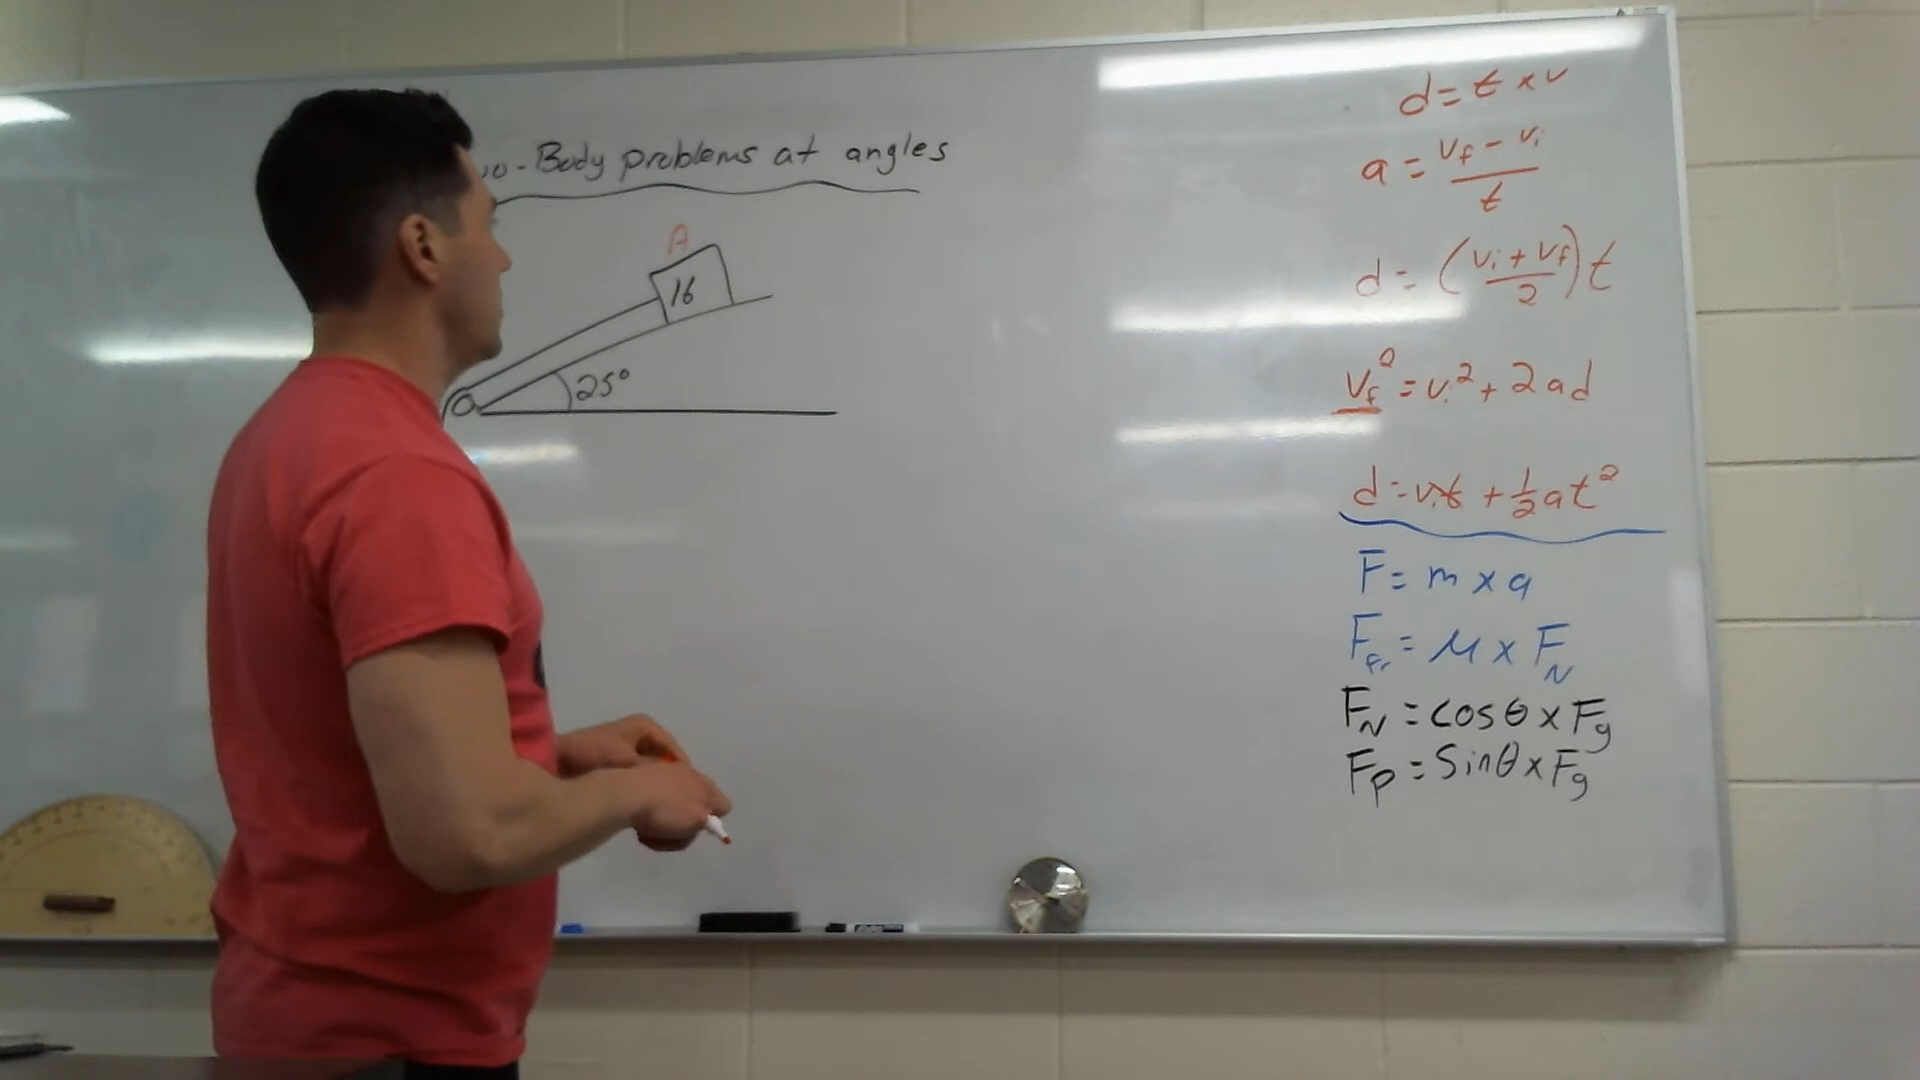 -Body problems at angles
A
16
25°
d = t x v
a = vf - vi / t
d = (vi + vf / 2) t
vf² = vi² + 2ad
d = vit + ½at²
F = m x a
Ffr = μ x FN
FN = cosθ x Fg
Fp = Sinθ x Fg